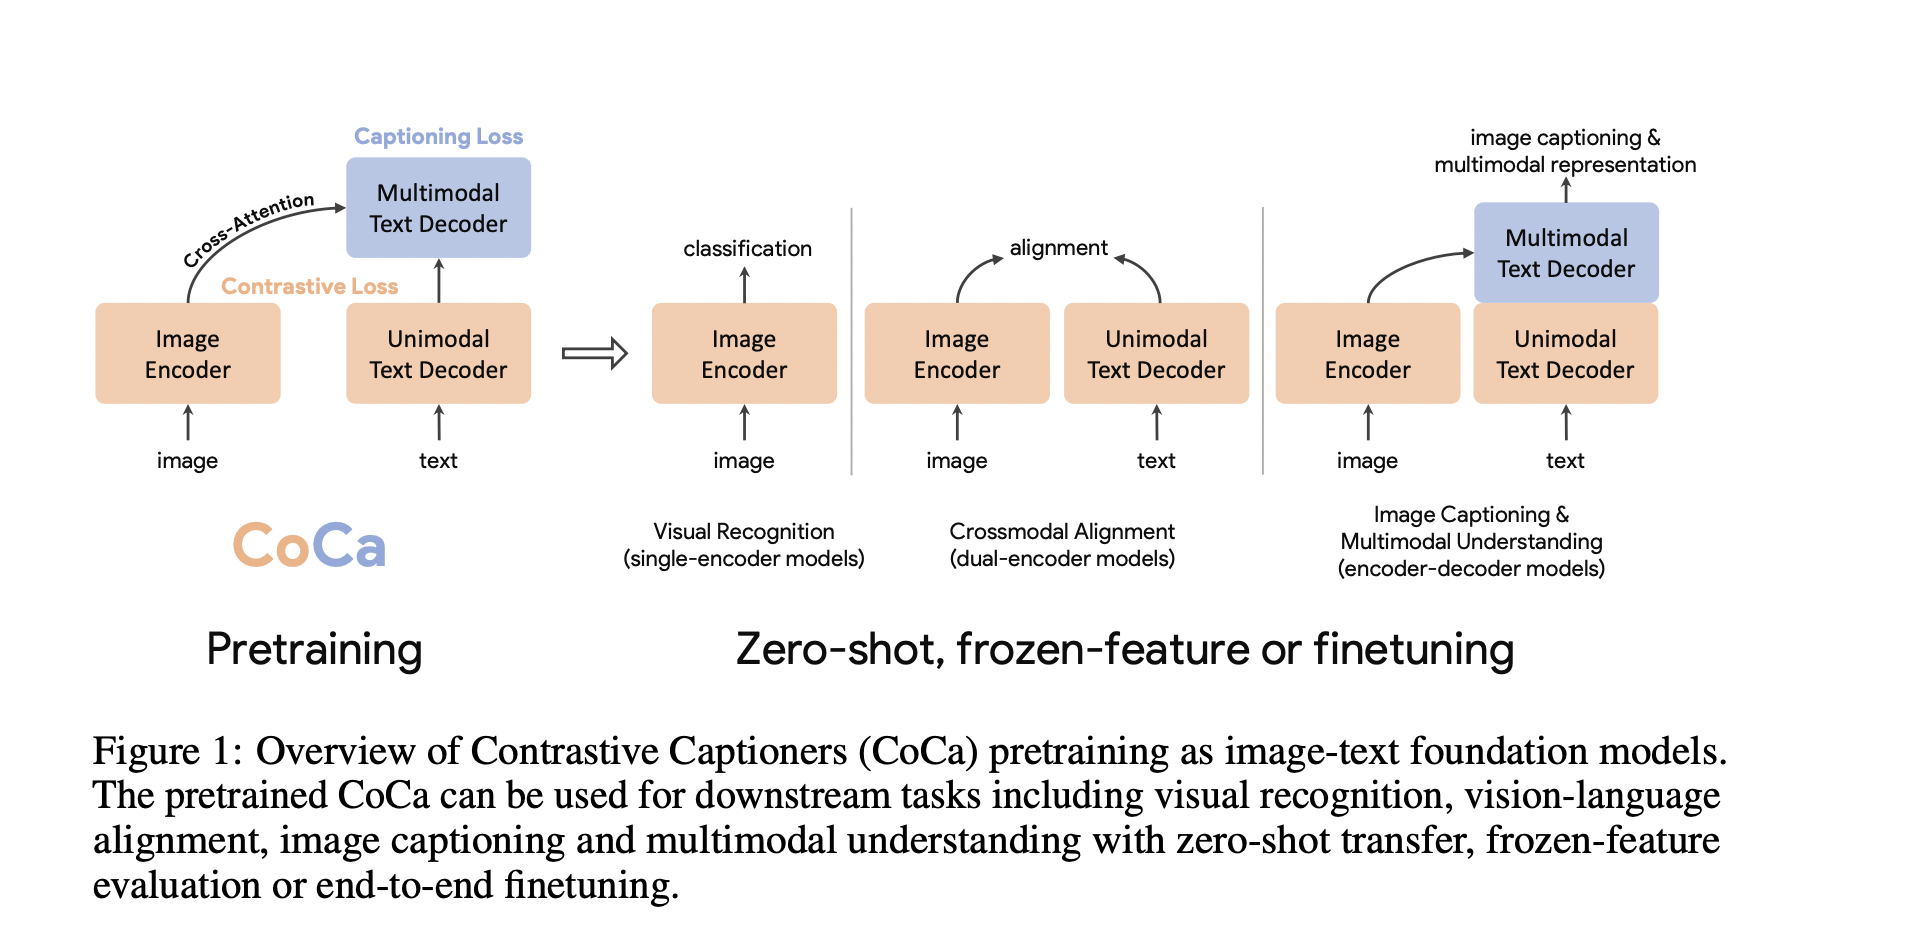 Captioning Loss
Multimodal
Text Decoder
Cross-Attention
Contrastive Loss
Image
Encoder
Unimodal
Text Decoder
image
text
CoCa
Pretraining
classification
Image
Encoder
image
Visual Recognition
(single-encoder models)
alignment
Image
Encoder
Unimodal
Text Decoder
image
text
Crossmodal Alignment
(dual-encoder models)
image captioning &
multimodal representation
Multimodal
Text Decoder
Image
Encoder
Unimodal
Text Decoder
image
text
Image Captioning &
Multimodal Understanding
(encoder-decoder models)
Zero-shot, frozen-feature or finetuning
Figure 1: Overview of Contrastive Captioners (CoCa) pretraining as image-text foundation models.
The pretrained CoCa can be used for downstream tasks including visual recognition, vision-language
alignment, image captioning and multimodal understanding with zero-shot transfer, frozen-feature
evaluation or end-to-end finetuning.